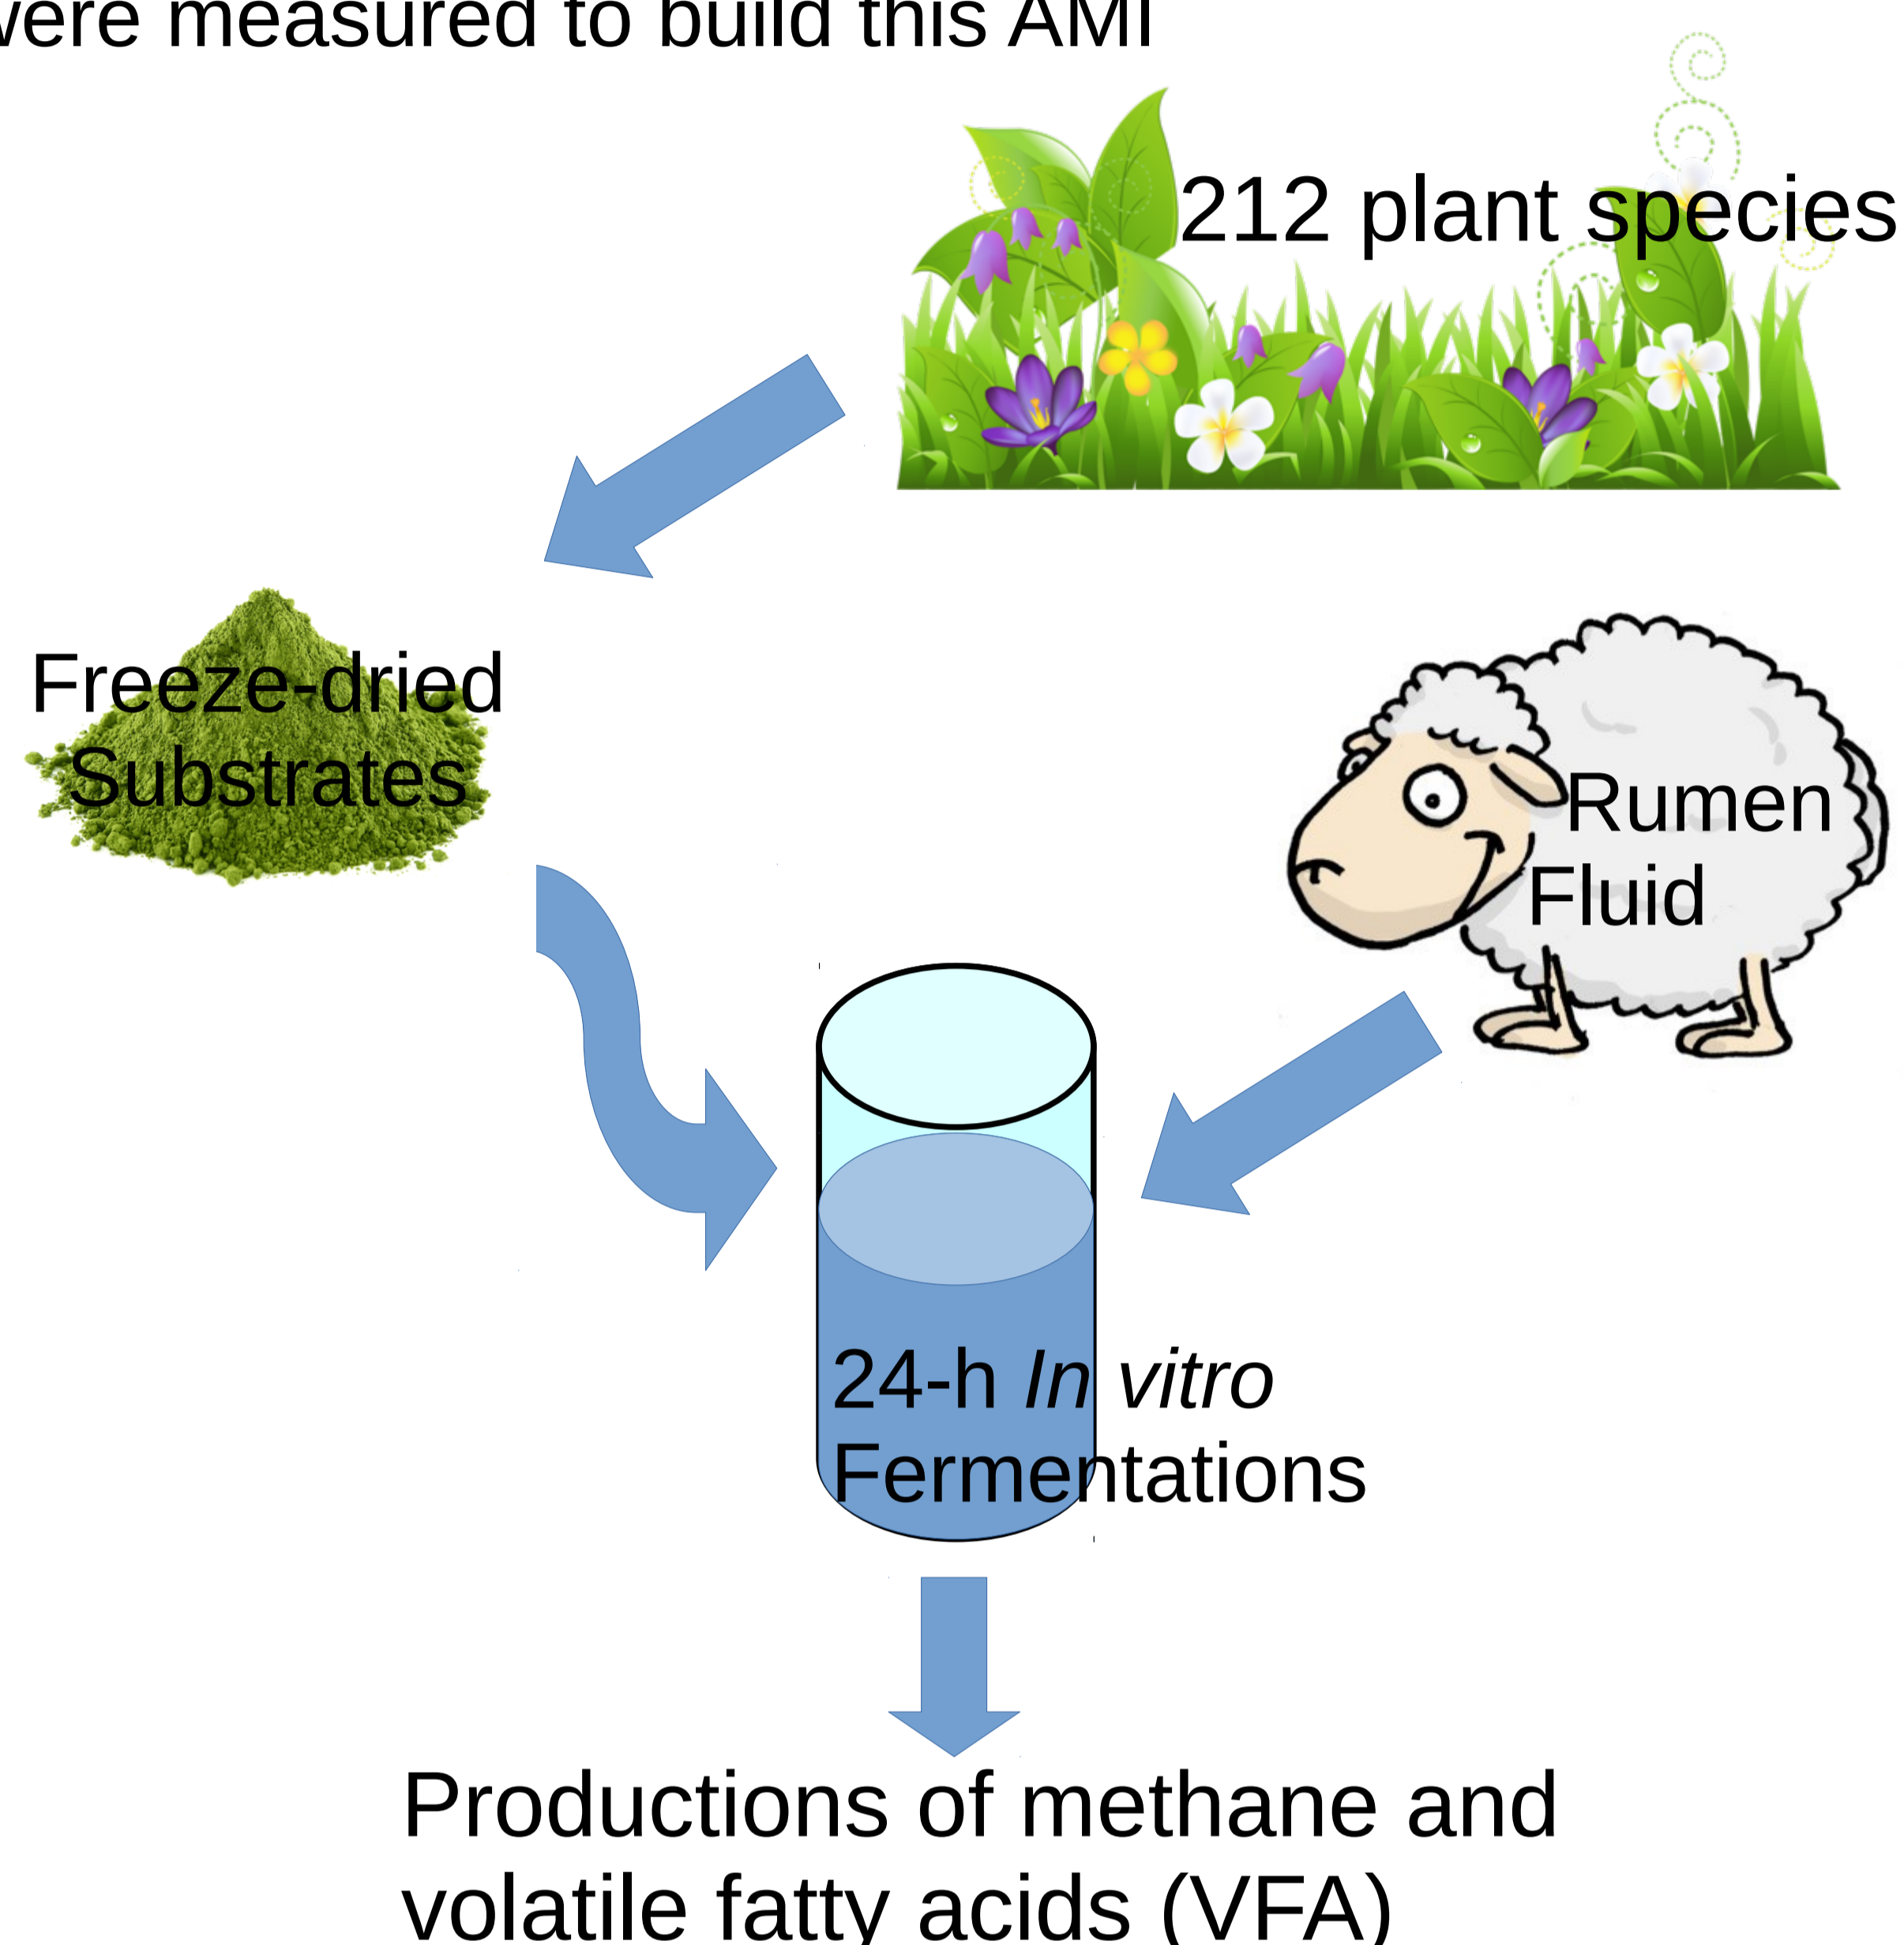 were measured to build this AMI
212 plant species
Freeze-dried
Substrates
Rumen
Fluid
24-h In vitro
Fermentations
Productions of methane and
volatile fatty acids (VFA)